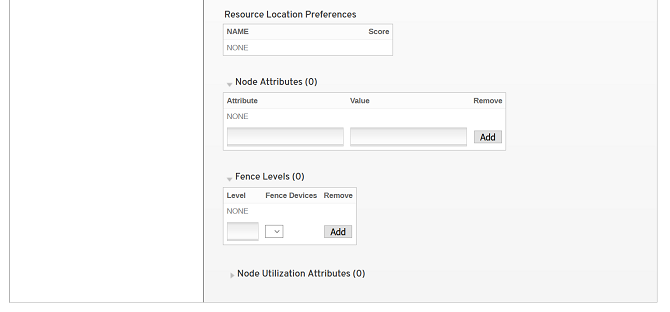 Resource Location Preferences
NAME Score
NONE
Node Attributes (0)
Attribute Value Remove
NONE
Add
Fence Levels (0)
Level Fence Devices Remove
NONE
Add
Node Utilization Attributes (0)